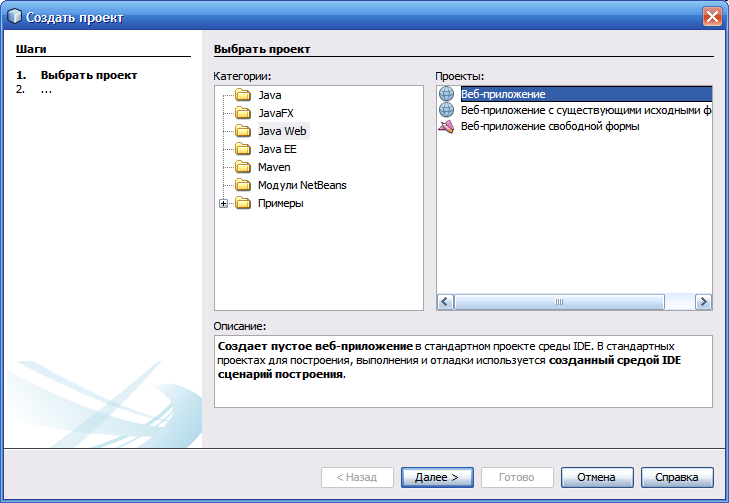 Создать проект
Шаги
1. Выбрать проект
2. ...
Выбрать проект
Категории:
Java
JavaFX
Java Web
Java EE
Maven
Модули NetBeans
Примеры
Проекты:
Веб-приложение
Веб-приложение с существующими исходными ф
Веб-приложение свободной формы
Описание:
Создает пустое веб-приложение в стандартном проекте среды IDE. В стандартных
проектах для построения, выполнения и отладки используется созданный средой IDE
сценарий построения.
< Назад
Далее >
Готово
Отмена
Справка